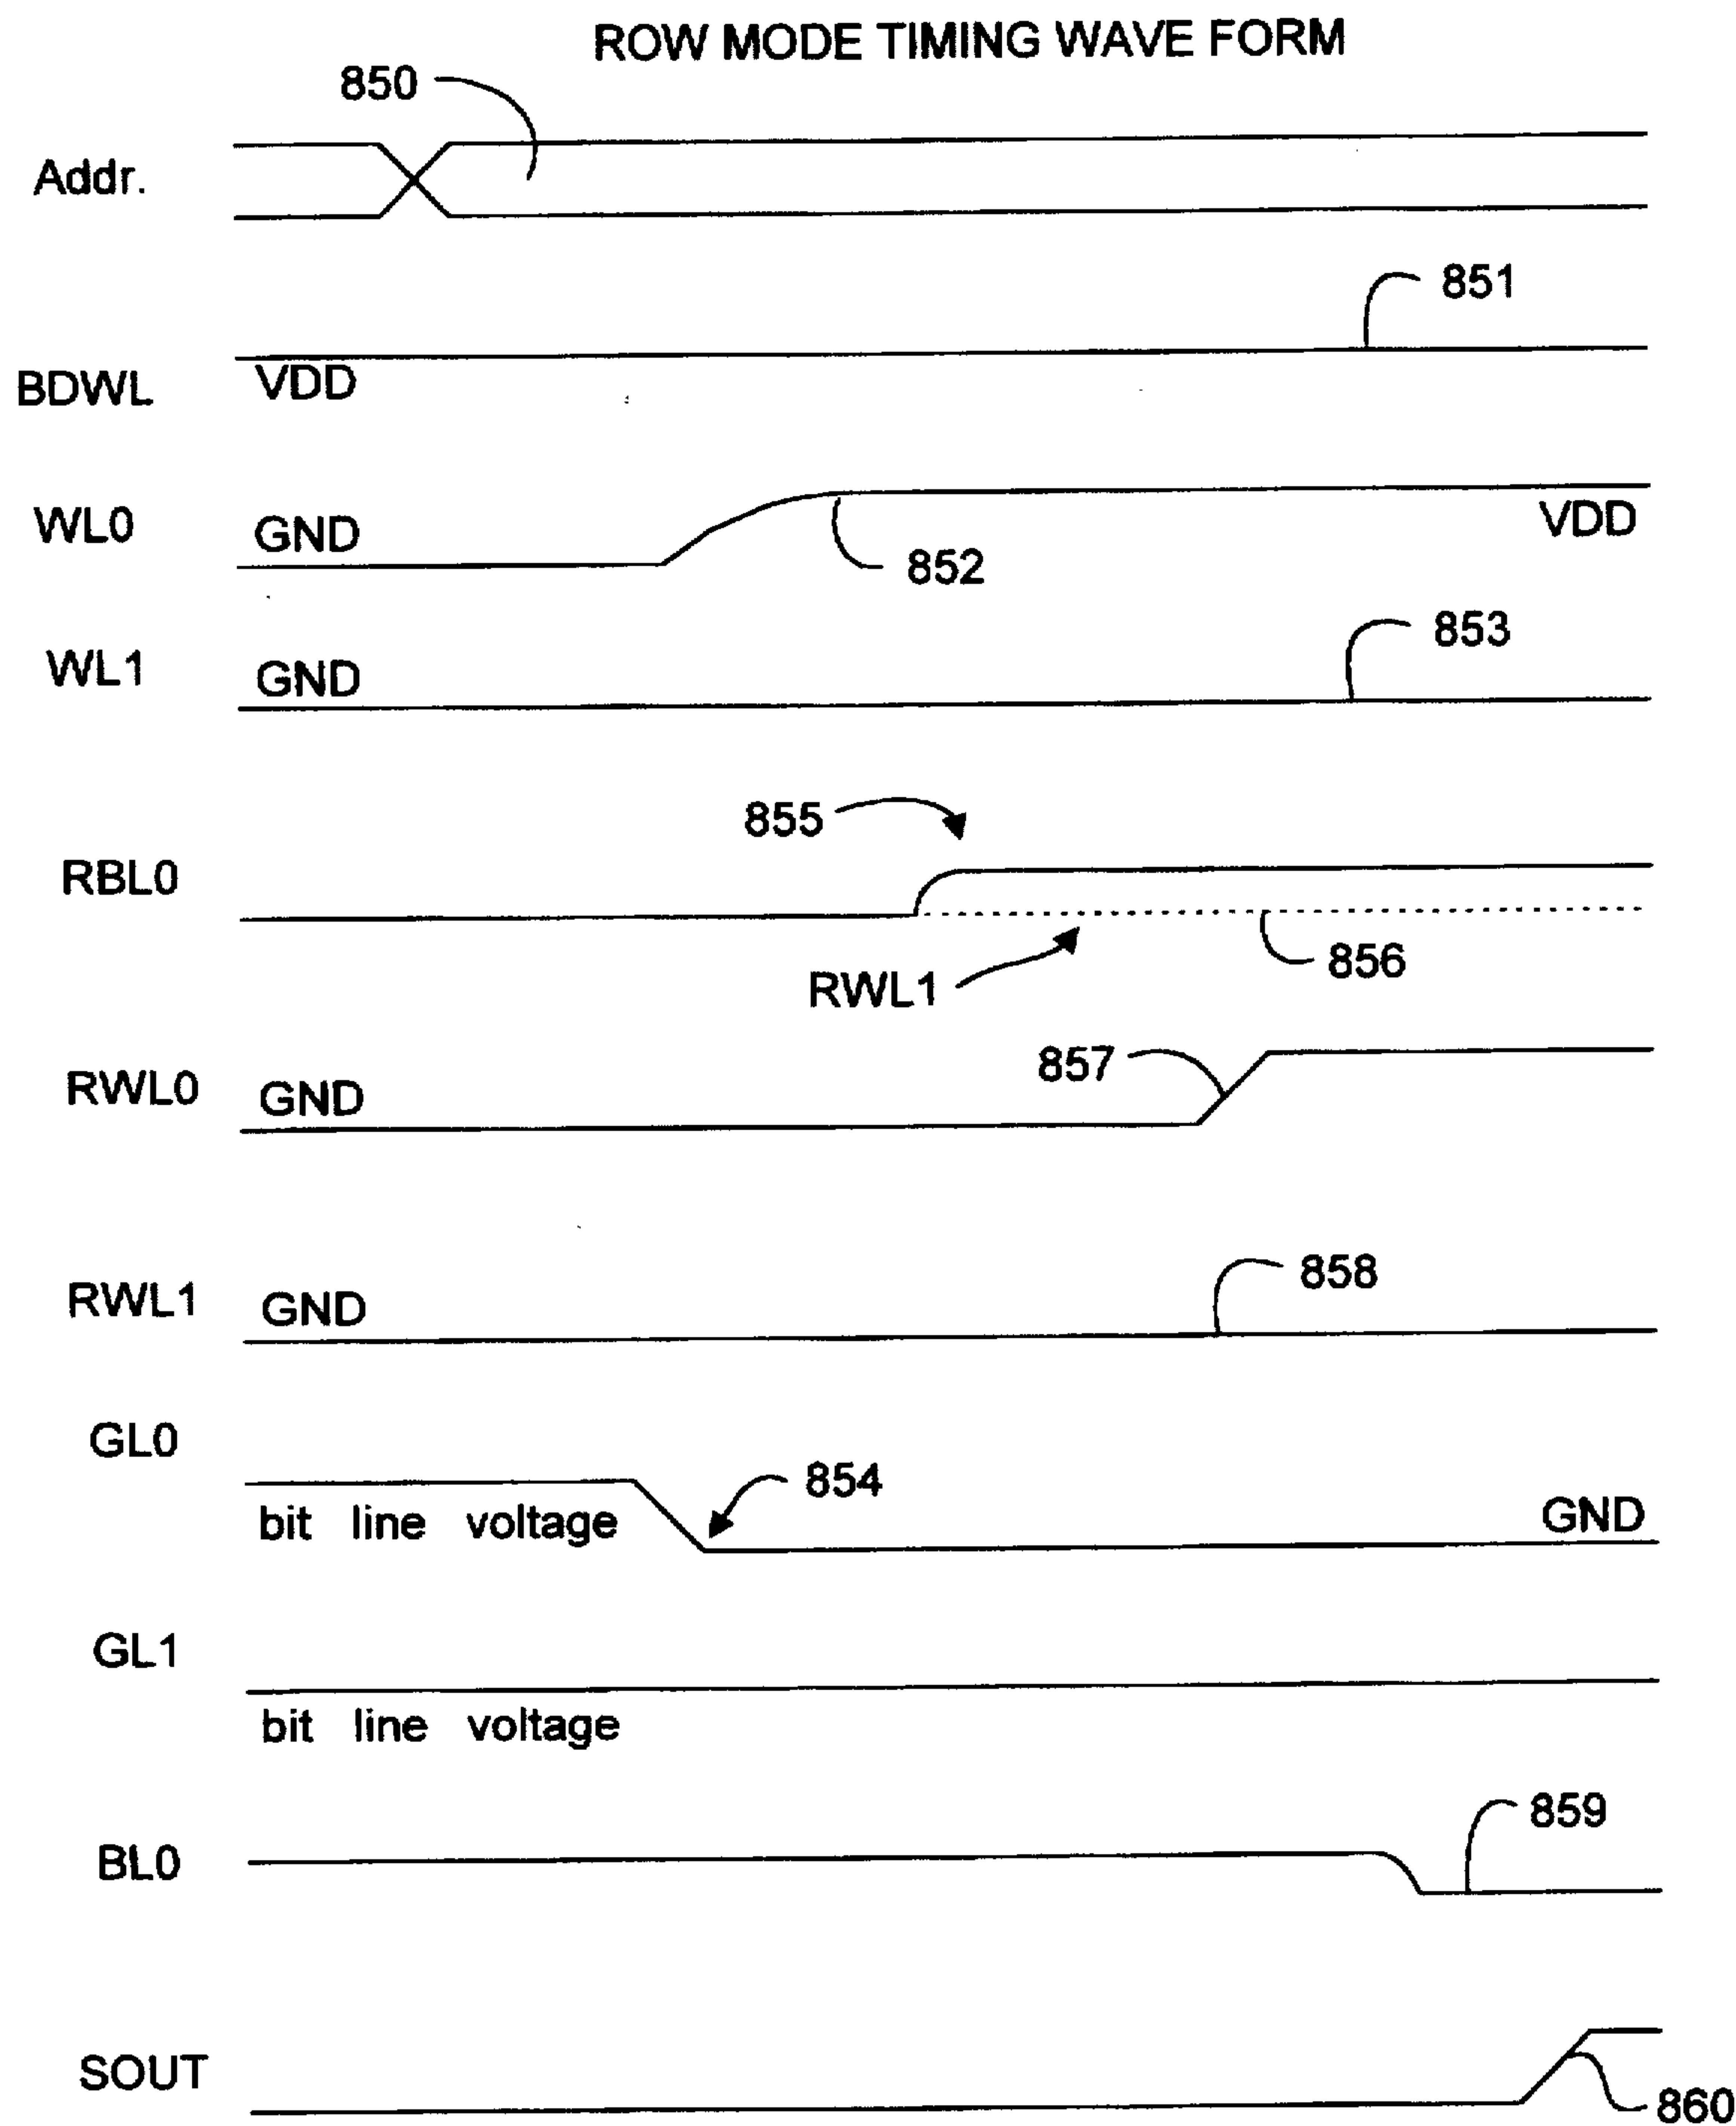 ROW MODE TIMING WAVE FORM
850
Addr.
851
BDWL VDD
WL0 GND VDD
852
853
WL1 GND
855
RBL0
856
RWL1
857
RWL0 GND
858
RWL1 GND
GL0
854
bit line voltage GND
GL1
bit line voltage
859
BL0
SOUT
860